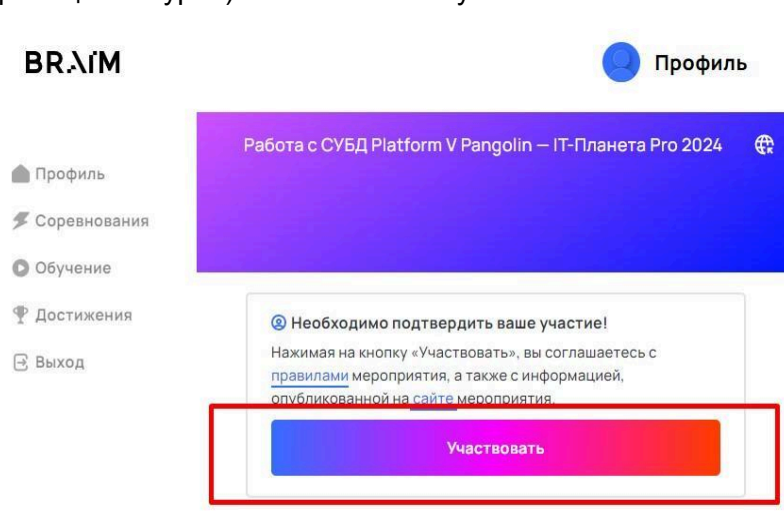 BRAIM
Профиль
Работа с СУБД Platform V Pangolin — IT-Планета Pro 2024
Профиль
Соревнования
Обучение
Достижения
Выход
Необходимо подтвердить ваше участие!
Нажимая на кнопку «Участвовать», вы соглашаетесь с
правилами мероприятия, а также с информацией,
опубликованной на сайте мероприятия.
Участвовать